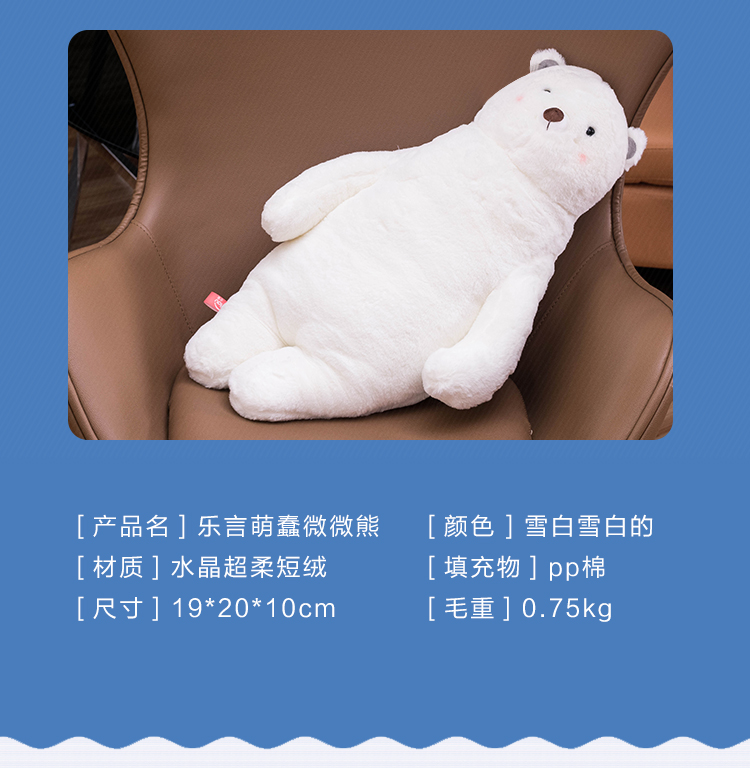 [ 产品名 ] 乐言萌蠢微微熊
[ 颜色 ] 雪白雪白的
[ 材质 ] 水晶超柔短绒
[ 填充物 ] pp棉
[ 尺寸 ] 19*20*10cm
[ 毛重 ] 0.75kg